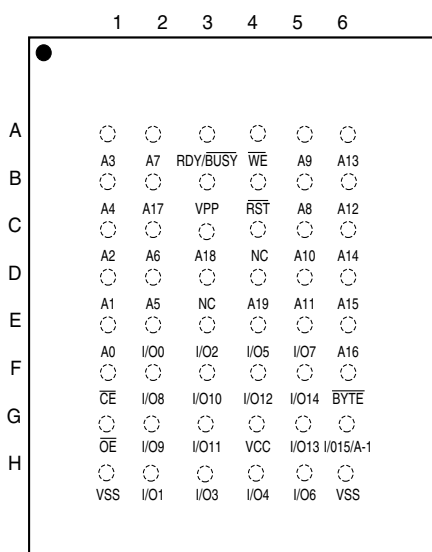 1 2 3 4 5 6
A
A3 A7 RDY/BUSY WE A9 A13
B
A4 A17 VPP RST A8 A12
C
A2 A6 A18 NC A10 A14
D
A1 A5 NC A19 A11 A15
E
A0 I/O0 I/O2 I/O5 I/O7 A16
F
CE I/O8 I/O10 I/O12 I/O14 BYTE
G
OE I/O9 I/O11 VCC I/O13 I/015/A-1
H
VSS I/O1 I/O3 I/O4 I/O6 VSS